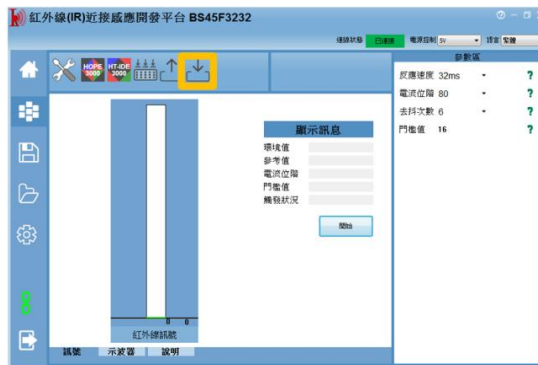 紅外線(IR)近接感應開發平台 BS45F3232
連線狀態 已連接 電源控制 5V 語言 繁體
HOPE 3000 HT-IDE 3000
參數區
反應速度 32ms ?
電流位階 80 ?
去抖次數 6 ?
門檻值 16 ?
顯示訊息
環境值
參考值
電流位階
門檻值
觸發狀況
開始
0 0
紅外線訊號
訊號 示波器 說明